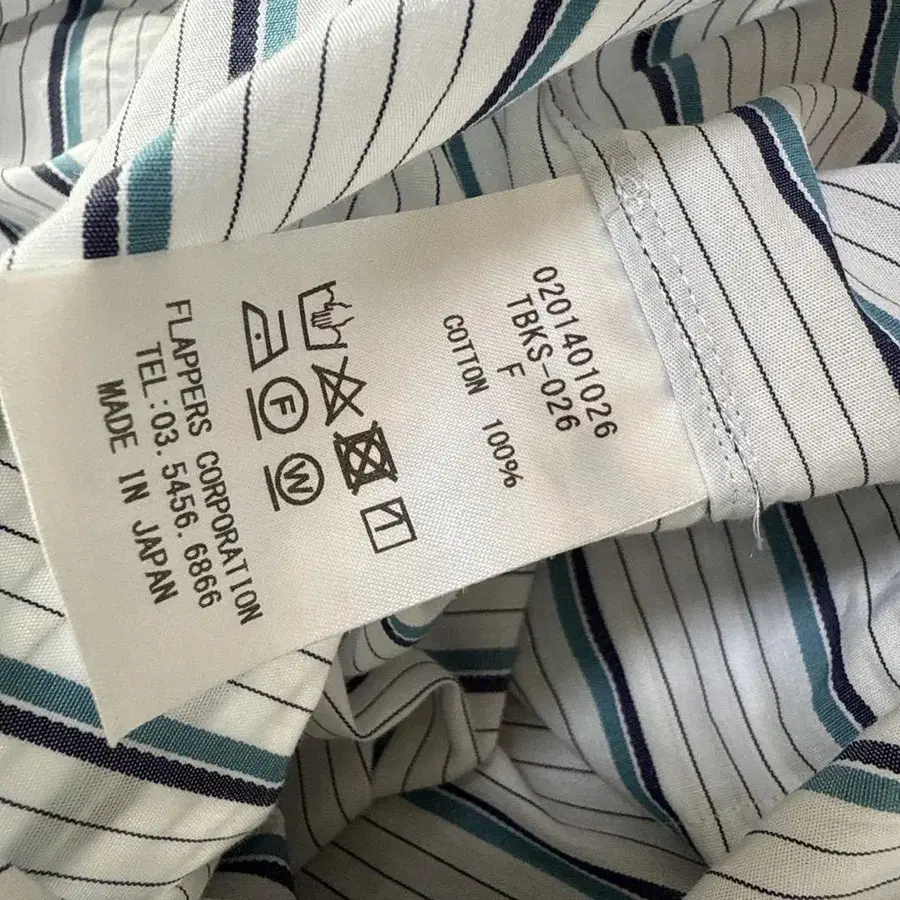 0201401026
TBKS-026
F
COTTON 100%
F
W
FLAPPERS CORPORATION
TEL:03.5456.6866
MADE IN JAPAN